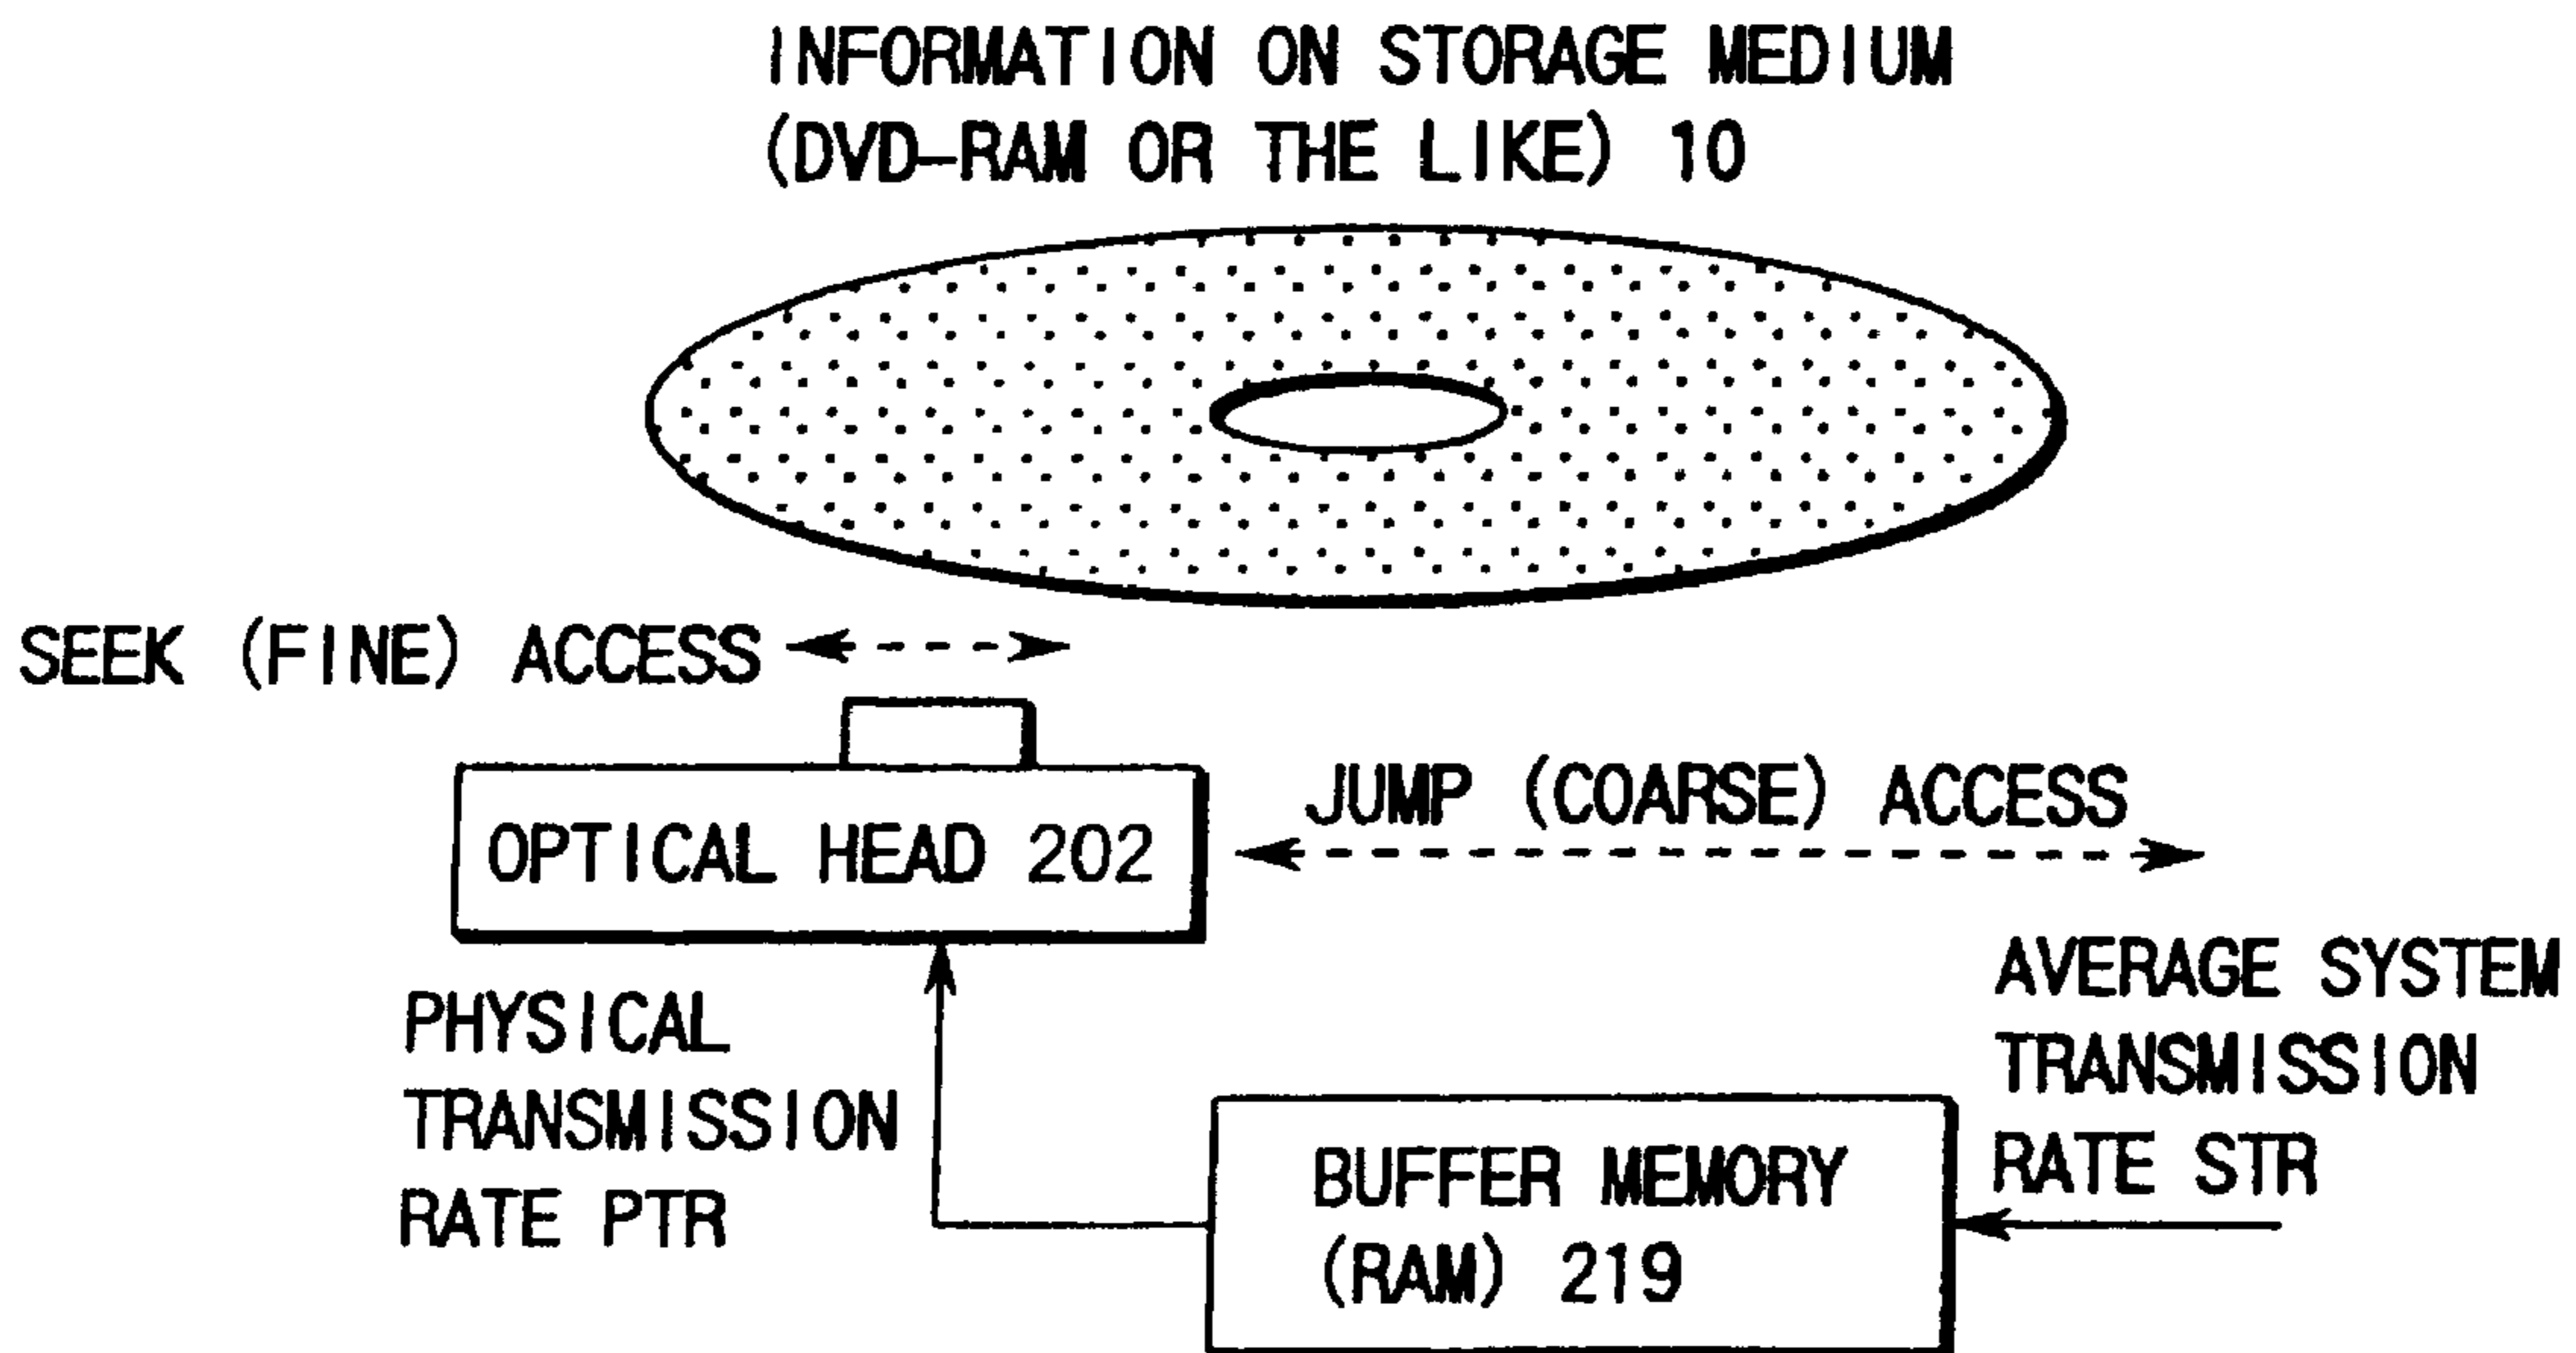 INFORMATION ON STORAGE MEDIUM
(DVD-RAM OR THE LIKE) 10
SEEK (FINE) ACCESS
JUMP (COARSE) ACCESS
OPTICAL HEAD 202
PHYSICAL
TRANSMISSION
RATE PTR
AVERAGE SYSTEM
TRANSMISSION
RATE STR
BUFFER MEMORY
(RAM) 219